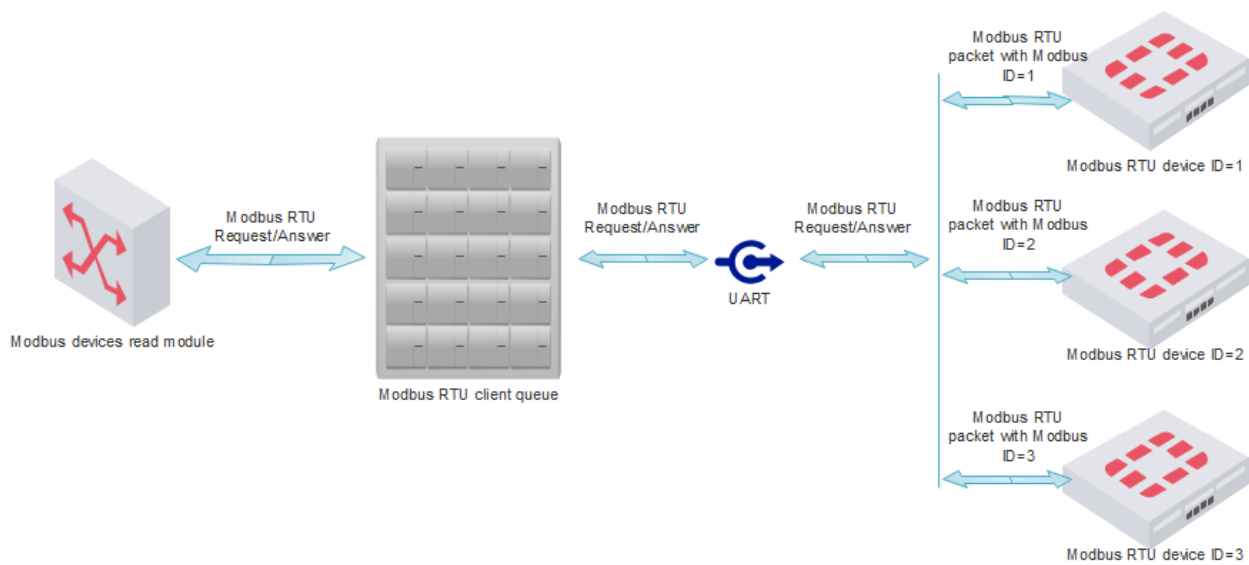 Modbus RTU
packet with Modbus
ID=1
Modbus RTU device ID=1
Modbus RTU
Request/Answer
Modbus RTU
Request/Answer
Modbus RTU
Request/Answer
Modbus RTU
packet with Modbus
ID=2
UART
Modbus devices read module
Modbus RTU device ID=2
Modbus RTU client queue
Modbus RTU
packet with Modbus
ID=3
Modbus RTU device ID=3